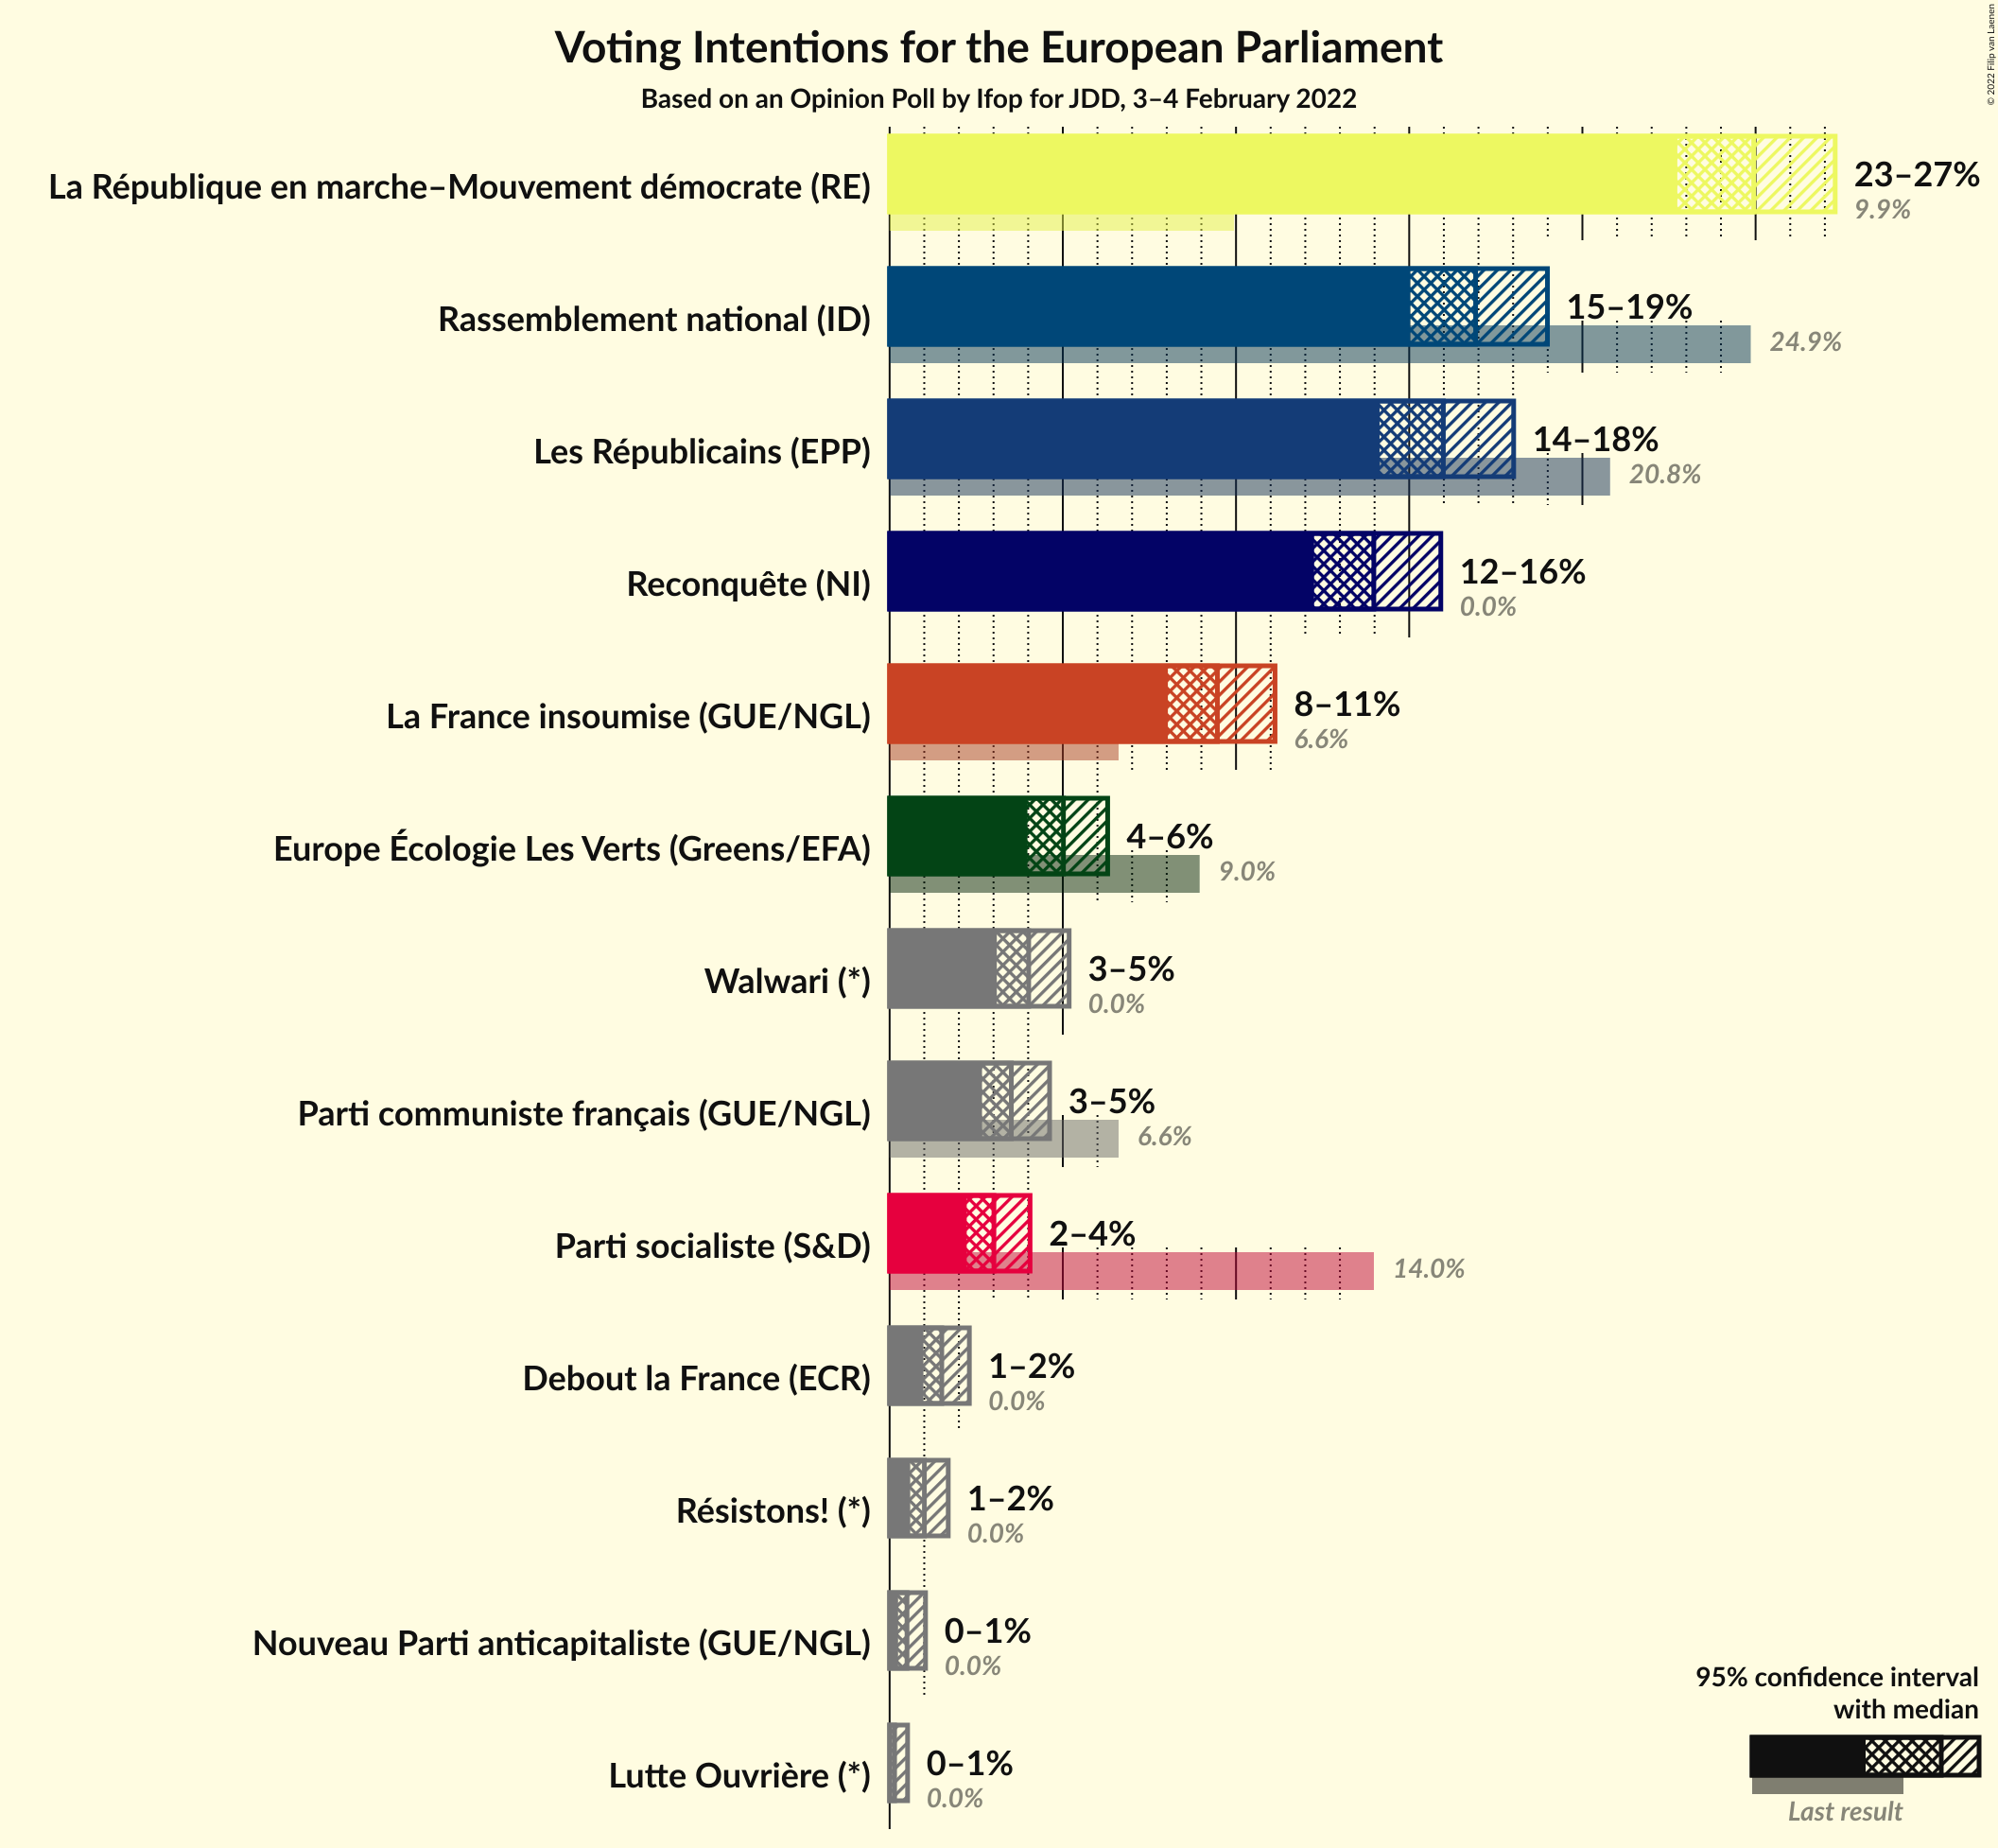 Voting Intentions for the European Parliament
Based on an Opinion Poll by Ifop for JDD, 3–4 February 2022
© 2022 Filip van Laenen
La République en marche–Mouvement démocrate (RE)
23–27%
9.9%
Rassemblement national (ID)
15–19%
24.9%
Les Républicains (EPP)
14–18%
20.8%
Reconquête (NI)
12–16%
0.0%
La France insoumise (GUE/NGL)
8–11%
6.6%
Europe Écologie Les Verts (Greens/EFA)
4–6%
9.0%
Walwari (*)
3–5%
0.0%
Parti communiste français (GUE/NGL)
3–5%
6.6%
Parti socialiste (S&D)
2–4%
14.0%
Debout la France (ECR)
1–2%
0.0%
Résistons! (*)
1–2%
0.0%
Nouveau Parti anticapitaliste (GUE/NGL)
0–1%
0.0%
Lutte Ouvrière (*)
0–1%
0.0%
95% confidence interval
with median
Last result